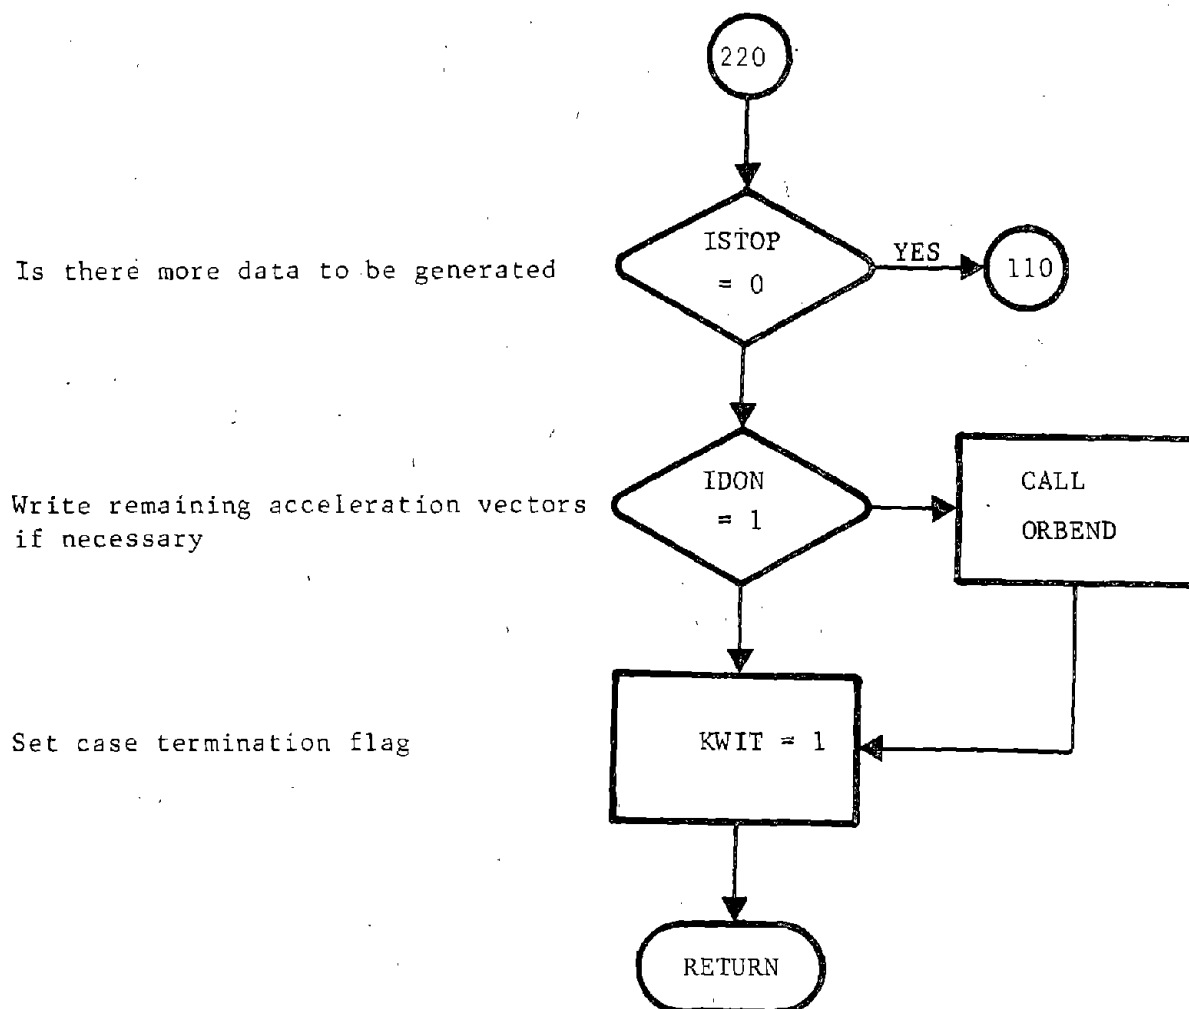 220
ISTOP
= 0
YES
110
Is there more data to be generated
IDON
= 1
CALL
ORBEND
Write remaining acceleration vectors
if necessary
KWIT = 1
Set case termination flag
RETURN